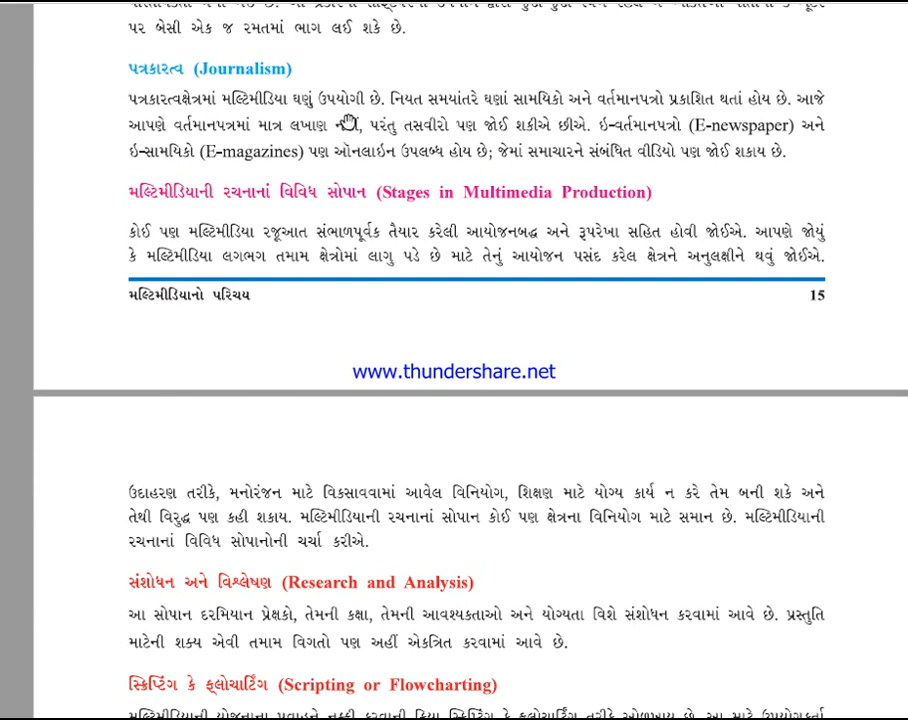 પર બેસી એક જ રમતમાં ભાગ લઈ શકે છે.
પત્રકારત્વ (Journalism)
પત્રકારત્વક્ષેત્રમાં મલ્ટિમીડિયા ઘણું ઉપયોગી છે. નિયત સમયાંતરે ઘણાં સામયિકો અને વર્તમાનપત્રો પ્રકાશિત થતાં હોય છે. આજે
આપણે વર્તમાનપત્રમાં માત્ર લખાણ નહીં, પરંતુ તસવીરો પણ જોઈ શકીએ છીએ. ઇ-વર્તમાનપત્રો (E-newspaper) અને
ઇ-સામયિકો (E-magazines) પણ ઑનલાઇન ઉપલબ્ધ હોય છે; જેમાં સમાચારને સંબંધિત વીડિયો પણ જોઈ શકાય છે.
મલ્ટિમીડિયાની રચનાનાં વિવિધ સોપાન (Stages in Multimedia Production)
કોઈ પણ મલ્ટિમીડિયા રજૂઆત સંભાળપૂર્વક તૈયાર કરેલી આયોજનબદ્ધ અને રૂપરેખા સહિત હોવી જોઈએ. આપણે જોયું
કે મલ્ટિમીડિયા લગભગ તમામ ક્ષેત્રોમાં લાગુ પડે છે માટે તેનું આયોજન પસંદ કરેલ ક્ષેત્રને અનુલક્ષીને થવું જોઈએ.
મલ્ટિમીડિયાનો પરિચય 15
www.thundershare.net
ઉદાહરણ તરીકે, મનોરંજન માટે વિકસાવવામાં આવેલ વિનિયોગ, શિક્ષણ માટે યોગ્ય કાર્ય ન કરે તેમ બની શકે અને
તેથી વિરુદ્ધ પણ કહી શકાય. મલ્ટિમીડિયાની રચનાનાં સોપાન કોઈ પણ ક્ષેત્રના વિનિયોગ માટે સમાન છે. મલ્ટિમીડિયાની
રચનાનાં વિવિધ સોપાનોની ચર્ચા કરીએ.
સંશોધન અને વિશ્લેષણ (Research and Analysis)
આ સોપાન દરમિયાન પ્રેક્ષકો, તેમની કક્ષા, તેમની આવશ્યકતાઓ અને યોગ્યતા વિશે સંશોધન કરવામાં આવે છે. પ્રસ્તુતિ
માટેની શક્ય એવી તમામ વિગતો પણ અહીં એકત્રિત કરવામાં આવે છે.
સ્ક્રિપ્ટિંગ કે ફ્લોચાર્ટિંગ (Scripting or Flowcharting)